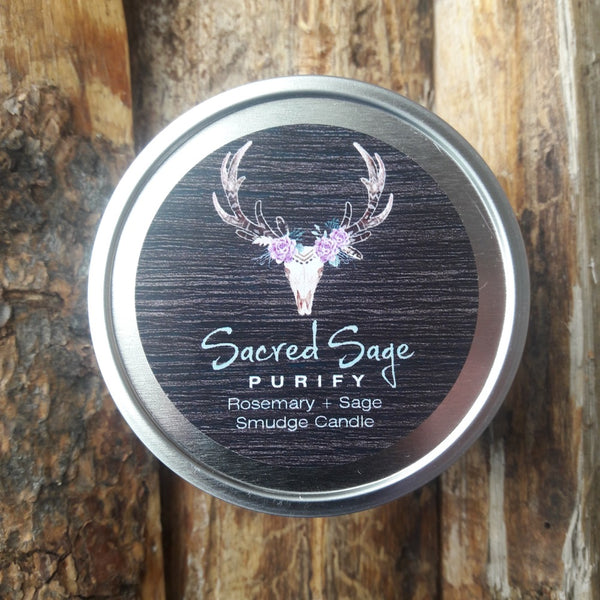 Sacred Sage
PURIFY
Rosemary + Sage
Smudge Candle